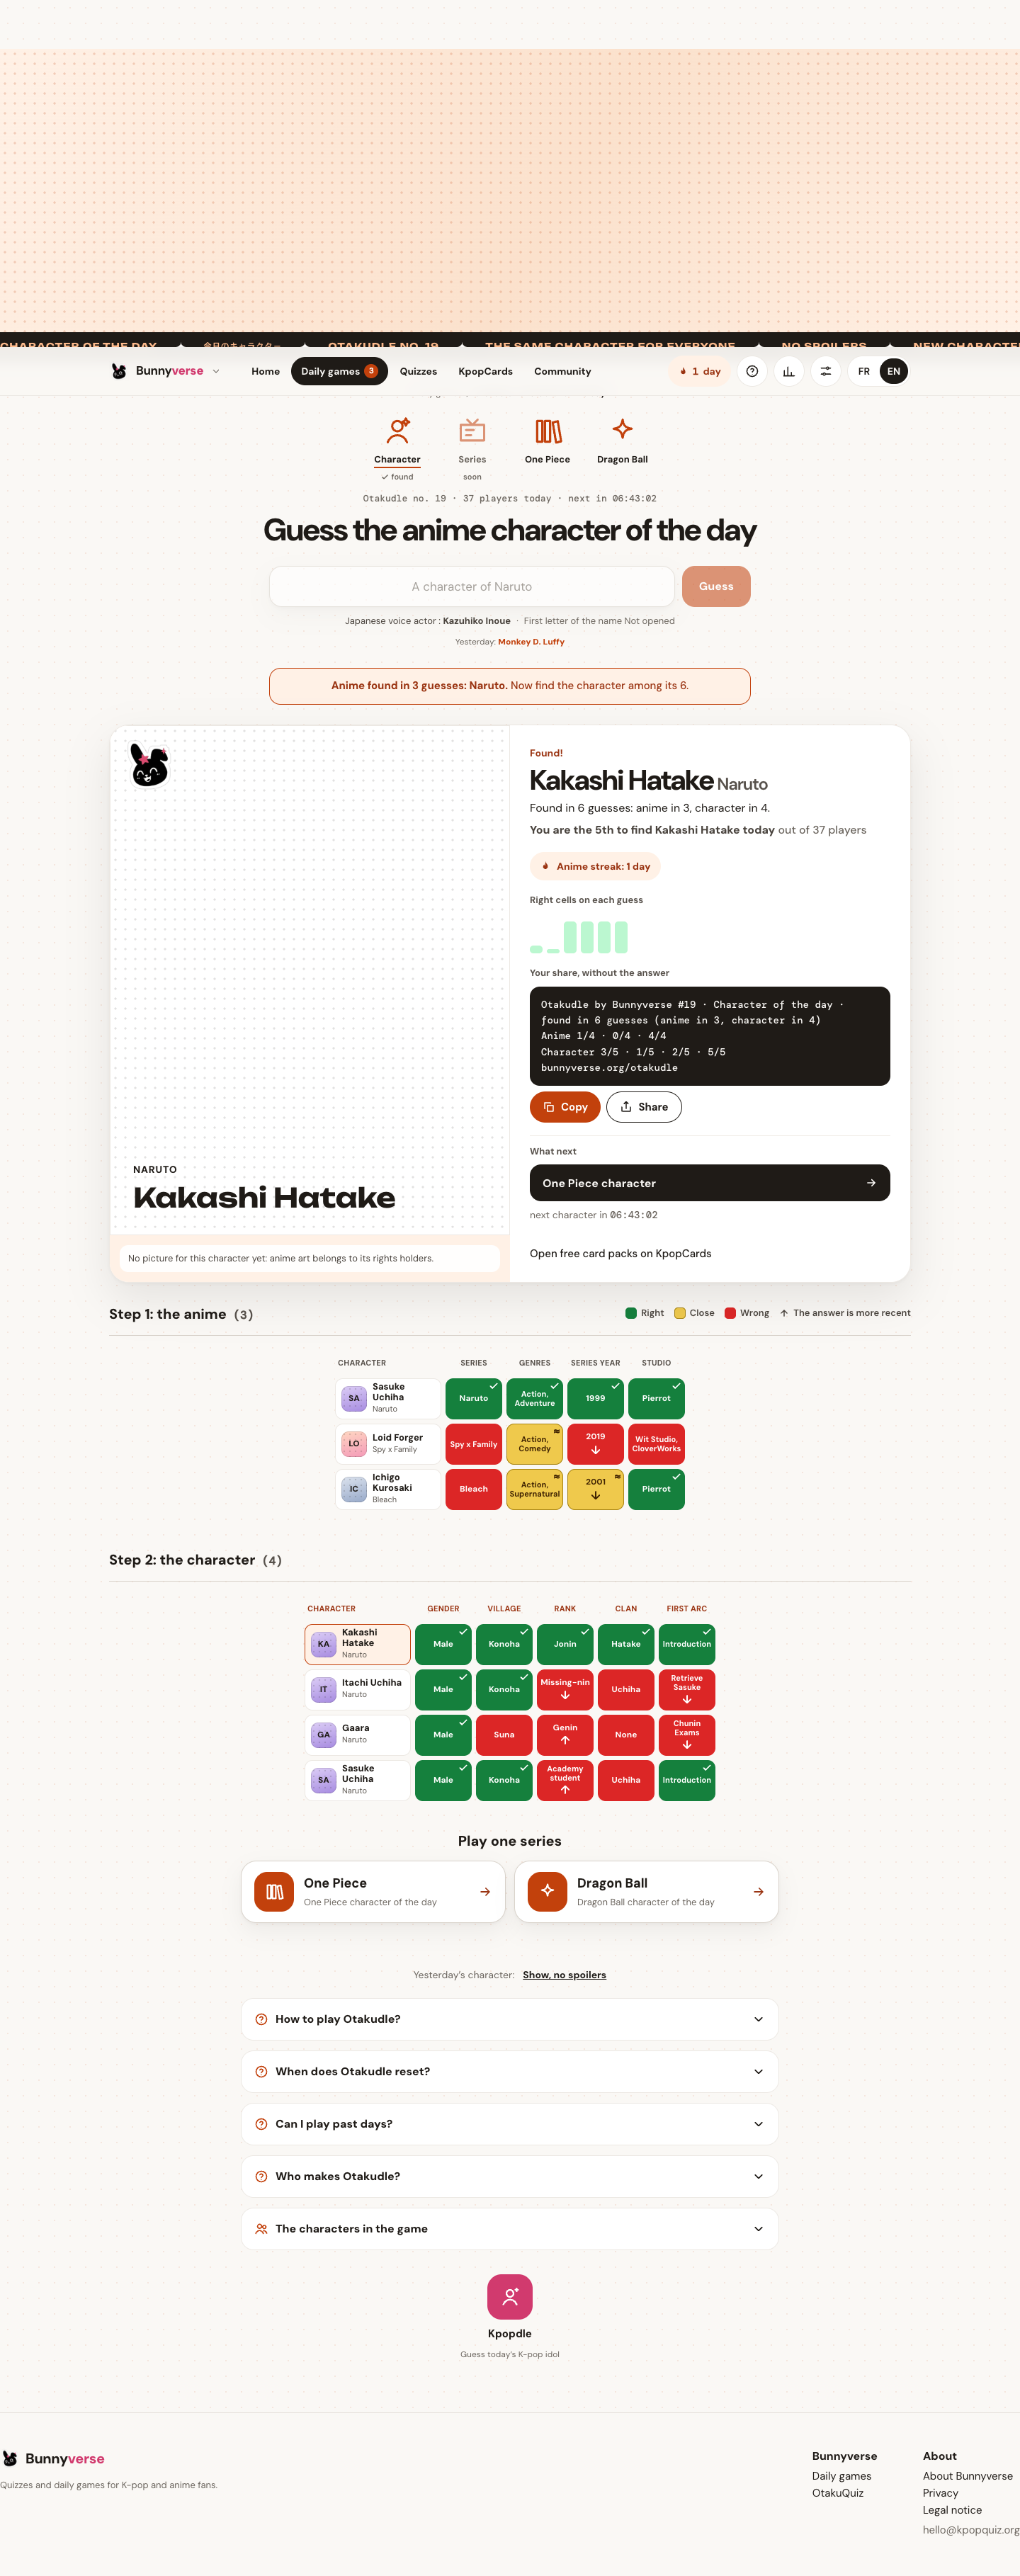 CHARACTER OF THE DAY 今日のキャラクター OTAKUDLE NO. 19 THE SAME CHARACTER FOR EVERYONE NO SPOILERS NEW CHARACTER
Bunnyverse Home Daily games 3 Quizzes KpopCards Community 1 day FR EN
Character Series One Piece Dragon Ball
found soon
Otakudle no. 19 · 37 players today · next in 06:43:02
Guess the anime character of the day
A character of Naruto Guess
Japanese voice actor : Kazuhiko Inoue · First letter of the name Not opened
Yesterday: Monkey D. Luffy
Anime found in 3 guesses: Naruto. Now find the character among its 6.
NARUTO
Kakashi Hatake
No picture for this character yet: anime art belongs to its rights holders.
Found!
Kakashi Hatake Naruto
Found in 6 guesses: anime in 3, character in 4.
You are the 5th to find Kakashi Hatake today out of 37 players
Anime streak: 1 day
Right cells on each guess
Your share, without the answer
Otakudle by Bunnyverse #19 · Character of the day ·
found in 6 guesses (anime in 3, character in 4)
Anime 1/4 · 0/4 · 4/4
Character 3/5 · 1/5 · 2/5 · 5/5
bunnyverse.org/otakudle
Copy Share
What next
One Piece character
next character in 06:43:02
Open free card packs on KpopCards
Step 1: the anime (3) Right Close Wrong ↑ The answer is more recent
CHARACTER SERIES GENRES SERIES YEAR STUDIO
SA Sasuke Uchiha Naruto Naruto Action, Adventure 1999 Pierrot
LO Loid Forger Spy x Family Spy x Family Action, Comedy ≈ 2019 ↓ Wit Studio, CloverWorks
IC Ichigo Kurosaki Bleach Bleach Action, Supernatural ≈ 2001 ↓ ≈ Pierrot
Step 2: the character (4)
CHARACTER GENDER VILLAGE RANK CLAN FIRST ARC
KA Kakashi Hatake Naruto Male Konoha Jonin Hatake Introduction
IT Itachi Uchiha Naruto Male Konoha Missing-nin ↓ Uchiha Retrieve Sasuke ↓
GA Gaara Naruto Male Suna Genin ↑ None Chunin Exams ↓
SA Sasuke Uchiha Naruto Male Konoha Academy student ↑ Uchiha Introduction
Play one series
One Piece
One Piece character of the day
Dragon Ball
Dragon Ball character of the day
Yesterday's character: Show, no spoilers
How to play Otakudle?
When does Otakudle reset?
Can I play past days?
Who makes Otakudle?
The characters in the game
Kpopdle
Guess today's K-pop idol
Bunnyverse
Quizzes and daily games for K-pop and anime fans.
Bunnyverse
Daily games
OtakuQuiz
About
About Bunnyverse
Privacy
Legal notice
hello@kpopquiz.org